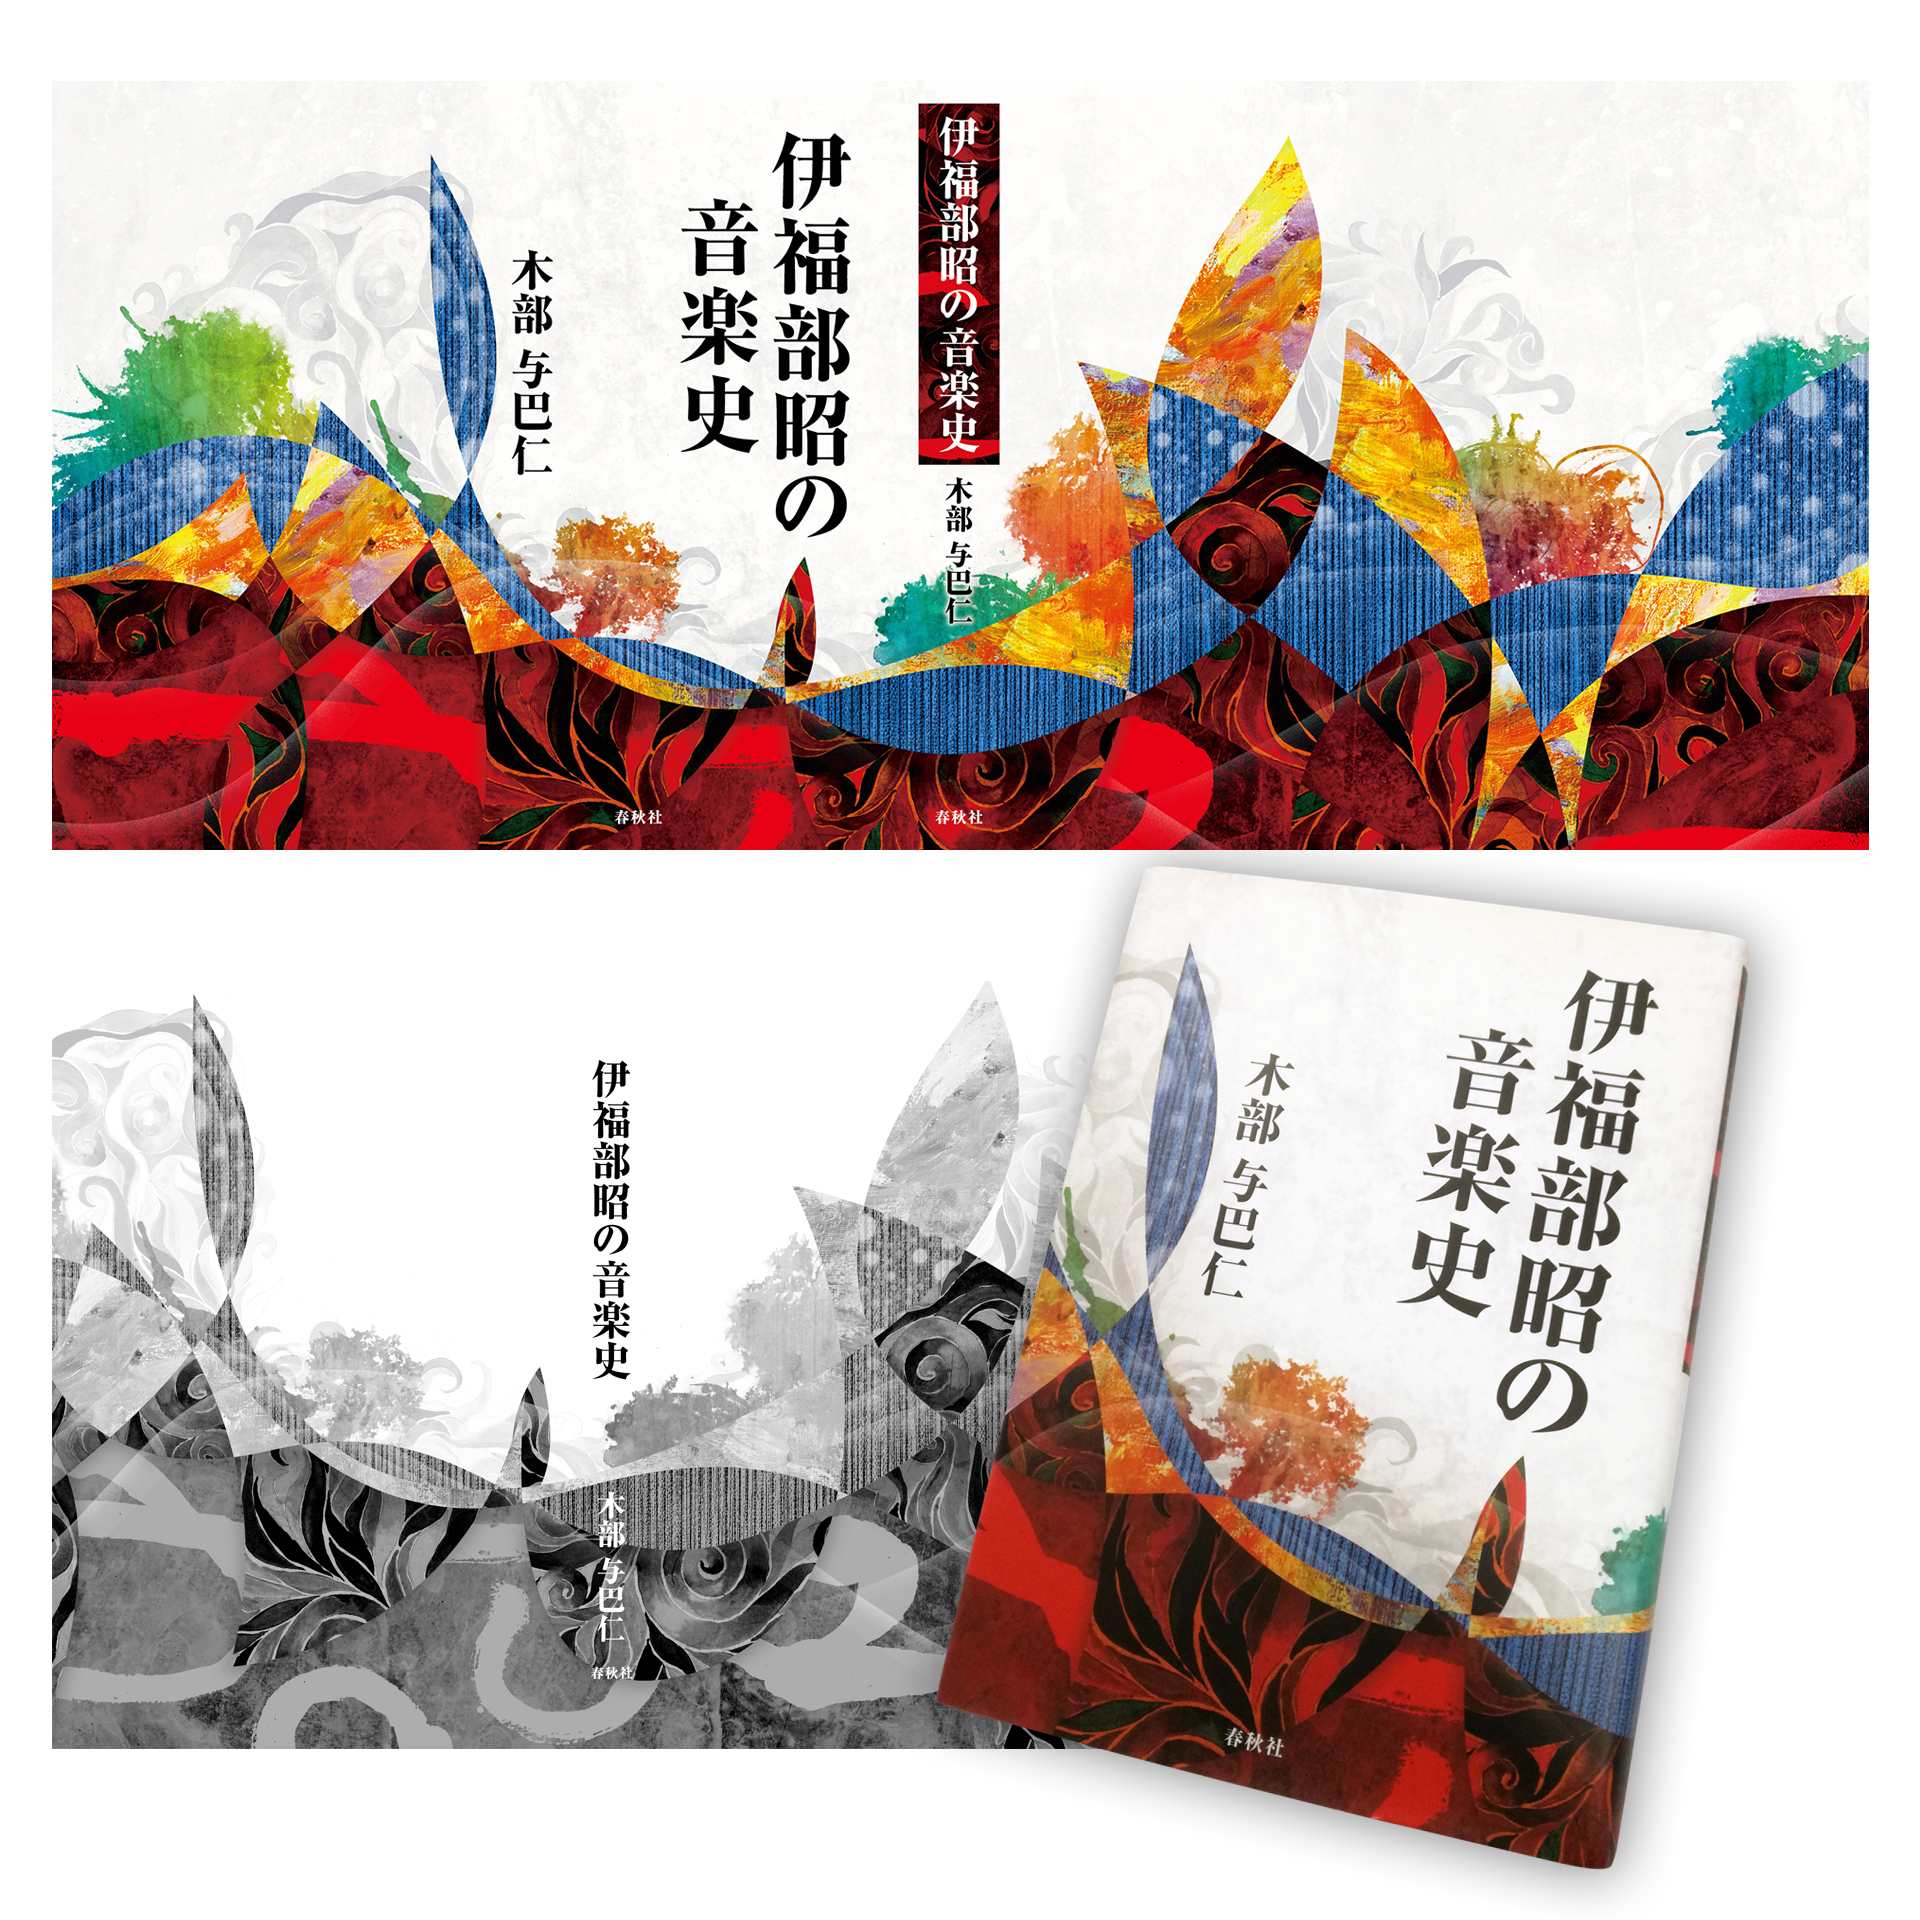 伊福部昭の音楽史
木部 与巴仁
春秋社
伊福部昭の
音楽史
木部 与巴仁
春秋社
伊福部昭の音楽史
木部 与巴仁
春秋社
伊福部昭の
音楽史
木部 与巴仁
春秋社